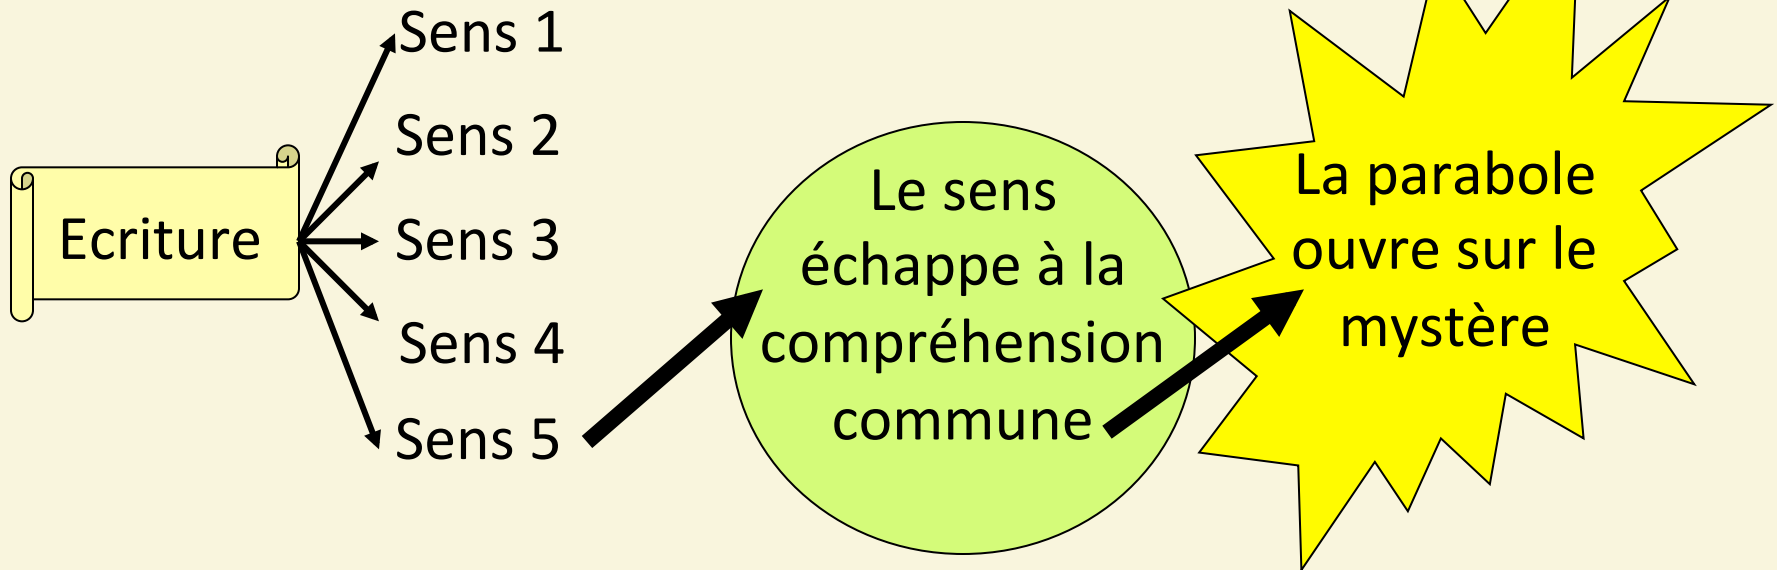 Ecriture
Sens 1
Sens 2
Sens 3
Sens 4
Sens 5
Le sens
échappe à la
compréhension
commune
La parabole
ouvre sur le
mystère